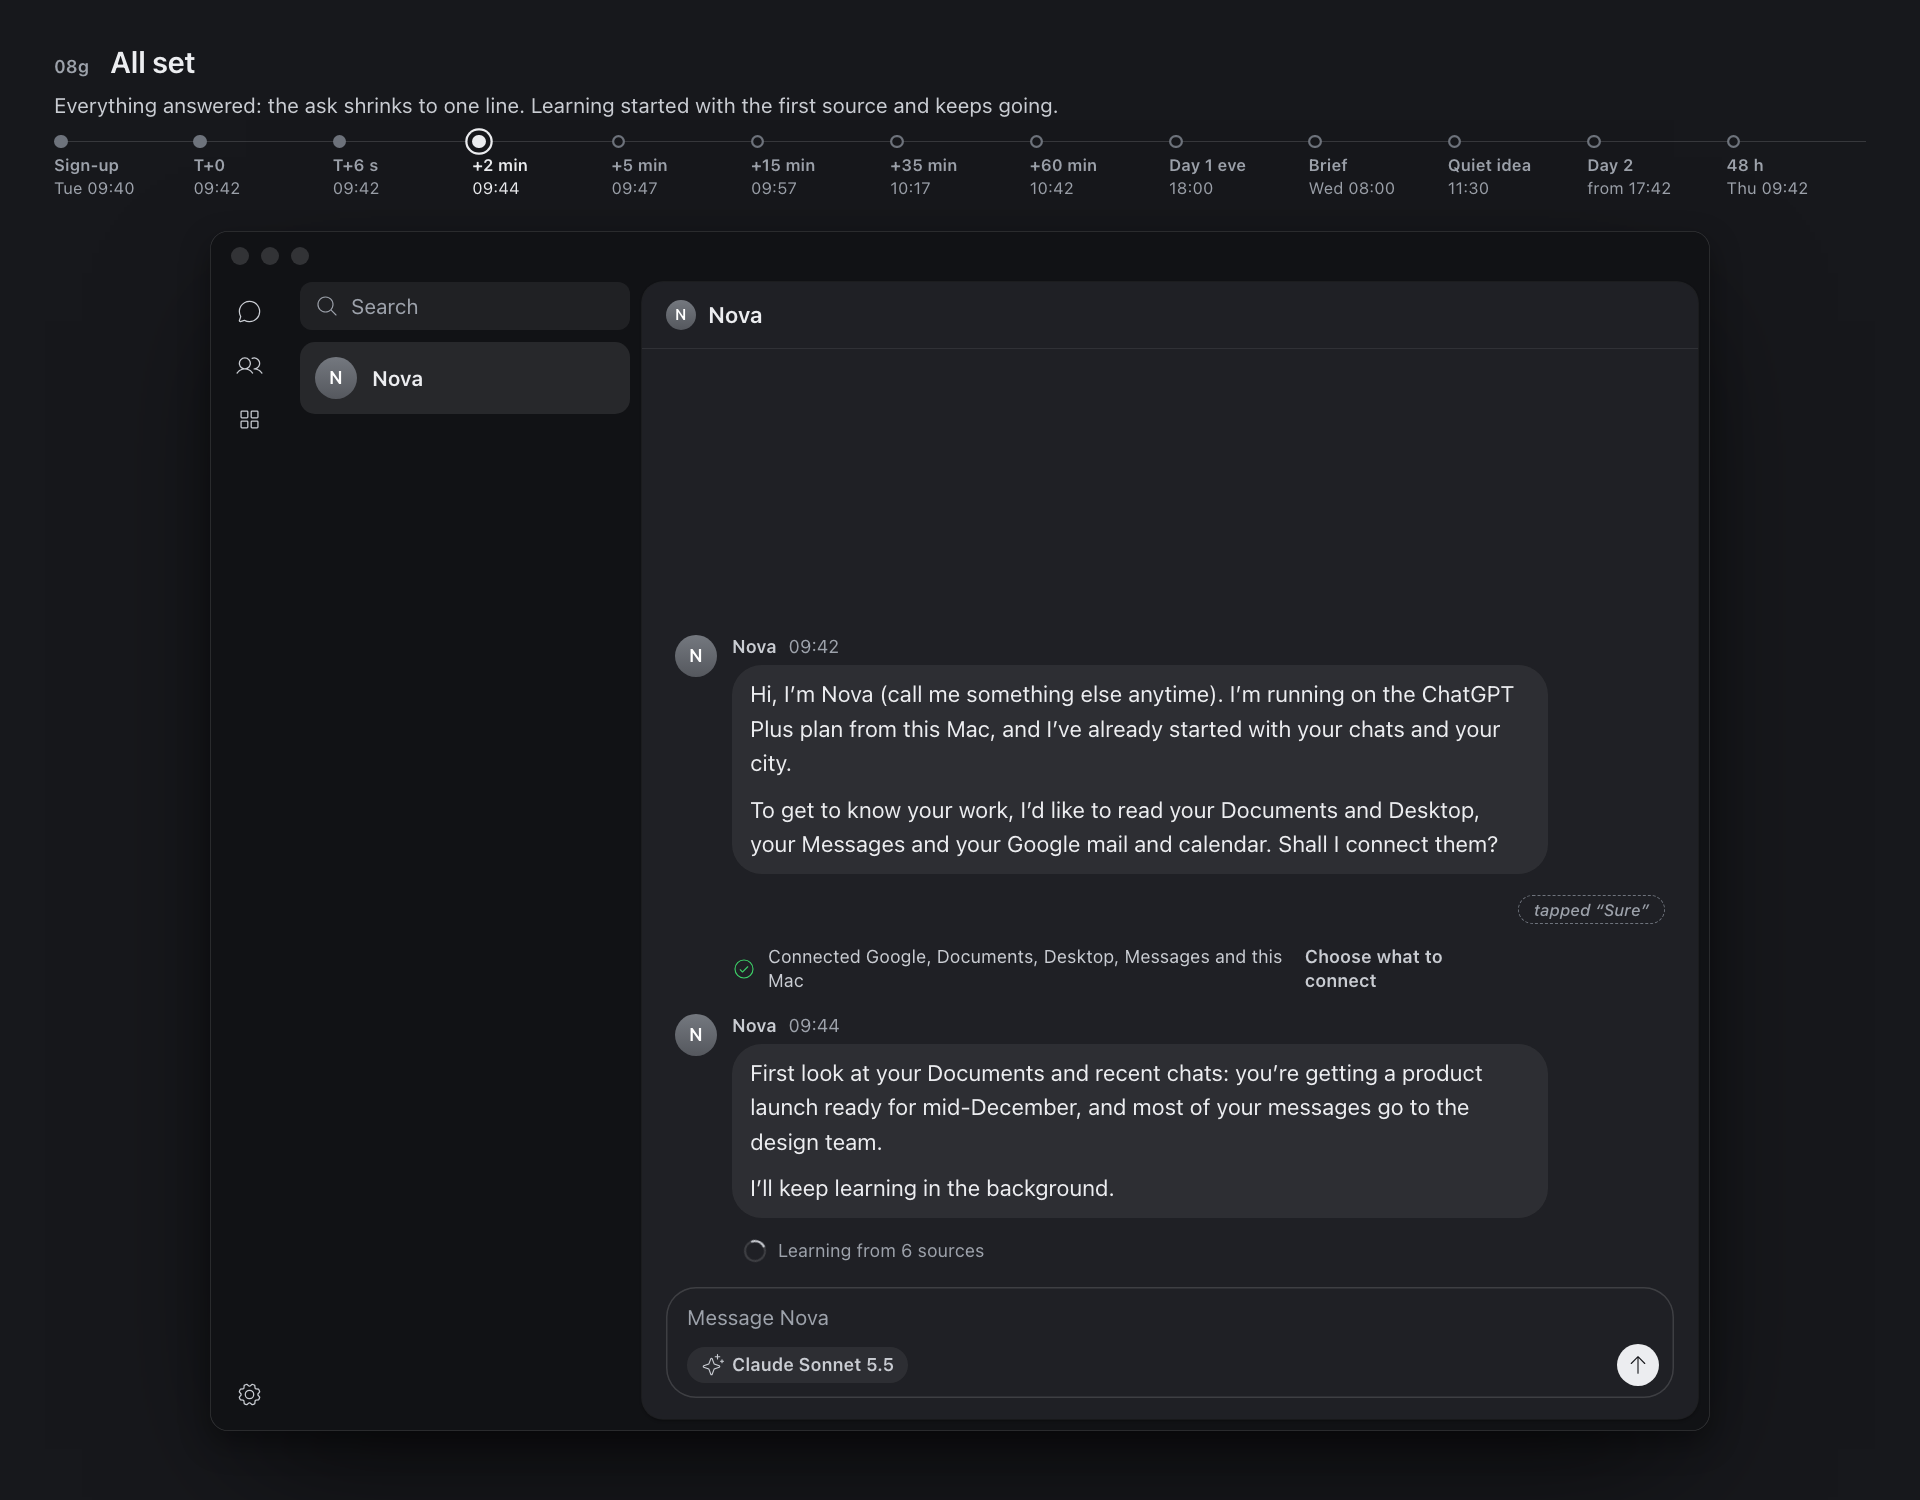 08g All set
Everything answered: the ask shrinks to one line. Learning started with the first source and keeps going.
Sign-up T+0 T+6 s +2 min +5 min +15 min +35 min +60 min Day 1 eve Brief Quiet idea Day 2 48 h
Tue 09:40 09:42 09:42 09:44 09:47 09:57 10:17 10:42 18:00 Wed 08:00 11:30 from 17:42 Thu 09:42
Search
N Nova
N Nova
N
Nova 09:42
Hi, I’m Nova (call me something else anytime). I’m running on the ChatGPT
Plus plan from this Mac, and I’ve already started with your chats and your
city.
To get to know your work, I’d like to read your Documents and Desktop,
your Messages and your Google mail and calendar. Shall I connect them?
tapped “Sure”
Connected Google, Documents, Desktop, Messages and this
Mac
Choose what to
connect
N
Nova 09:44
First look at your Documents and recent chats: you’re getting a product
launch ready for mid-December, and most of your messages go to the
design team.
I’ll keep learning in the background.
Learning from 6 sources
Message Nova
Claude Sonnet 5.5